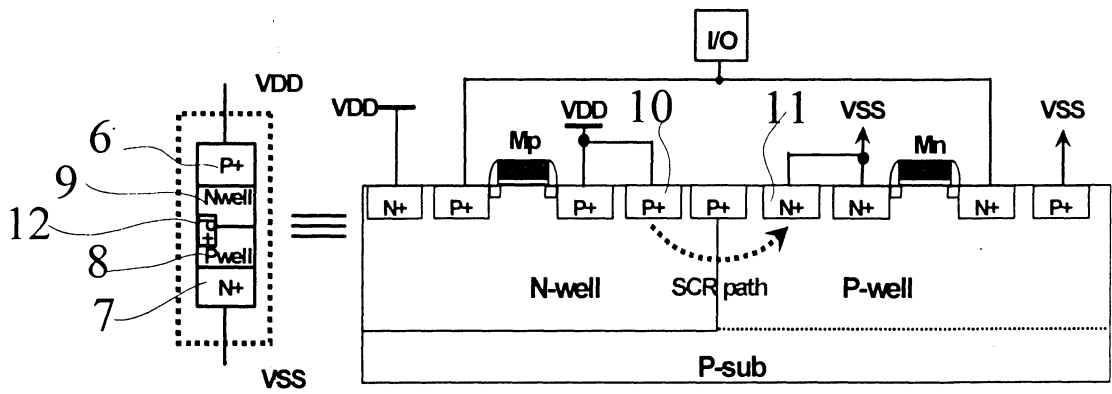 I/O
VDD
6
P+
9
Nwell
12
P+
8
Pwell
7
N+
VSS
VDD
Mp
VDD
10
11
VSS
Mn
VSS
N+
P+
P+
P+
P+
N+
N+
N+
P+
N-well
SCR path
P-well
P-sub